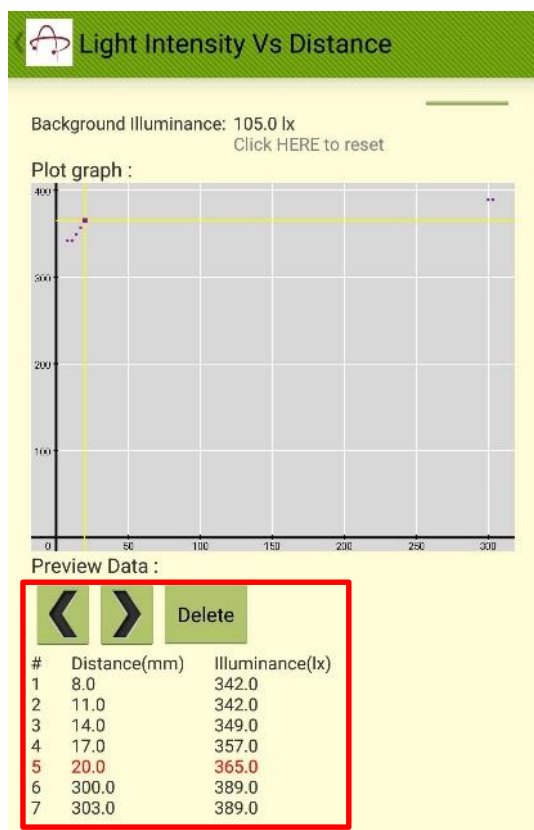 Light Intensity Vs Distance
Background Illuminance: 105.0 lx
Click HERE to reset
Plot graph :
400
300
200
100
0 50 100 150 200 250 300
Preview Data :
Delete
# Distance(mm) Illuminance(lx)
1 8.0 342.0
2 11.0 342.0
3 14.0 349.0
4 17.0 357.0
5 20.0 365.0
6 300.0 389.0
7 303.0 389.0